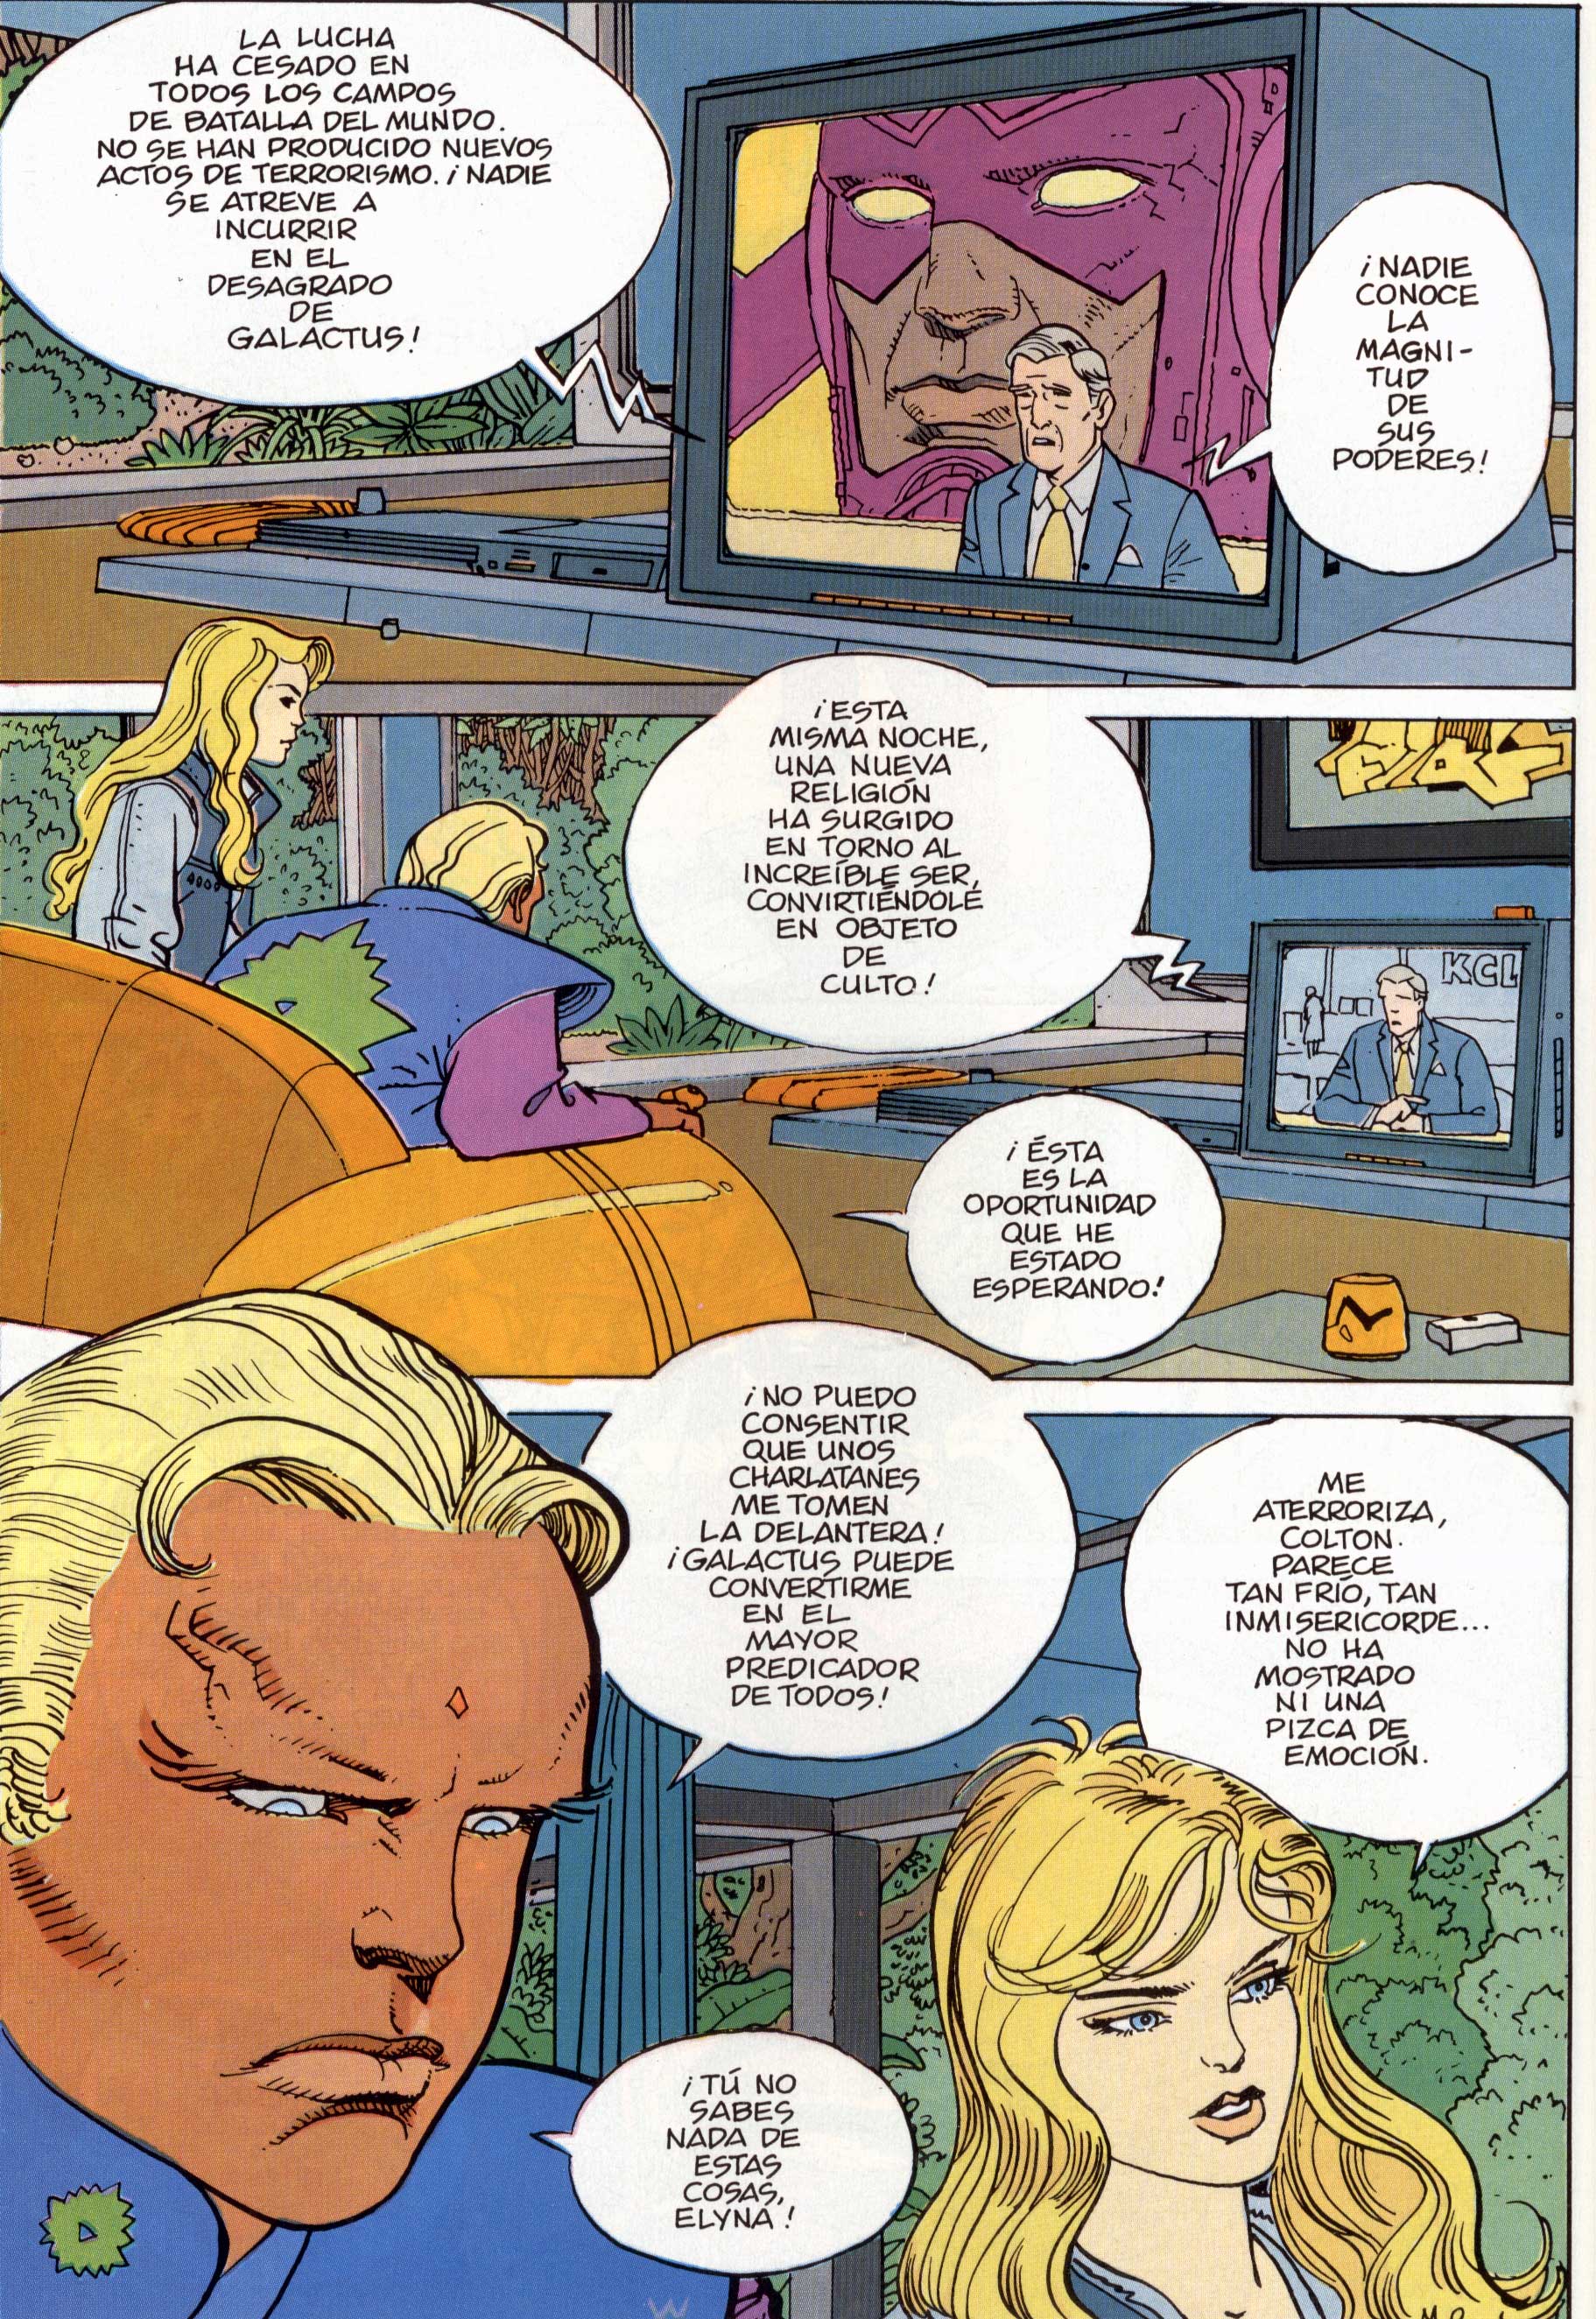 LA LUCHA
HA CESADO EN
TODOS LOS CAMPOS
DE BATALLA DEL MUNDO.
NO SE HAN PRODUCIDO NUEVOS
ACTOS DE TERRORISMO. ¡NADIE
SE ATREVE A
INCURRIR
EN EL
DESAGRADO
DE
GALACTUS!
¡NADIE
CONOCE
LA
MAGNI-
TUD
DE
SUS
PODERES!
¡ESTA
MISMA NOCHE,
UNA NUEVA
RELIGIÓN
HA SURGIDO
EN TORNO AL
INCREÍBLE SER,
CONVIRTIÉNDOLE
EN OBJETO
DE
CULTO!
KCL
¡ÉSTA
ES LA
OPORTUNIDAD
QUE HE
ESTADO
ESPERANDO!
¡NO PUEDO
CONSENTIR
QUE UNOS
CHARLATANES
ME TOMEN
LA DELANTERA!
¡GALACTUS PUEDE
CONVERTIRME
EN EL
MAYOR
PREDICADOR
DE TODOS!
ME
ATERRORIZA,
COLTON.
PARECE
TAN FRÍO, TAN
INMISERICORDE...
NO HA
MOSTRADO
NI UNA
PIZCA DE
EMOCIÓN.
¡TÚ NO
SABES
NADA DE
ESTAS
COSAS,
ELYNA!